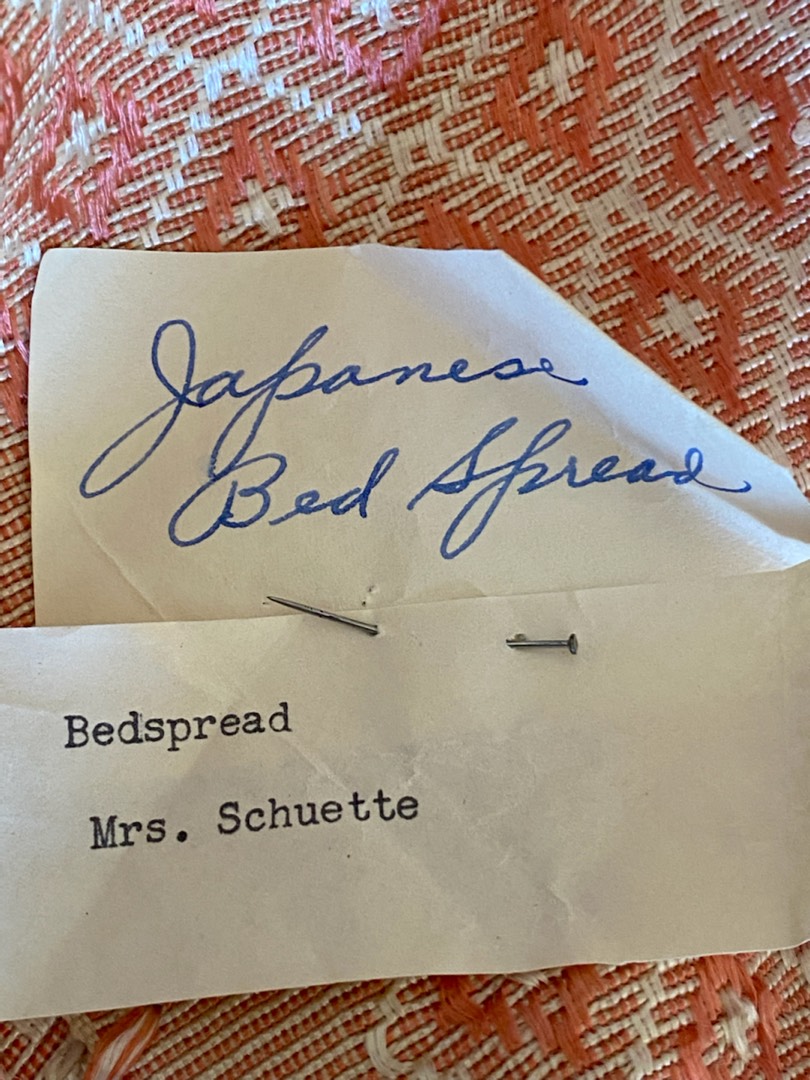 Japanese
Bed Spread
Bedspread
Mrs. Schuette